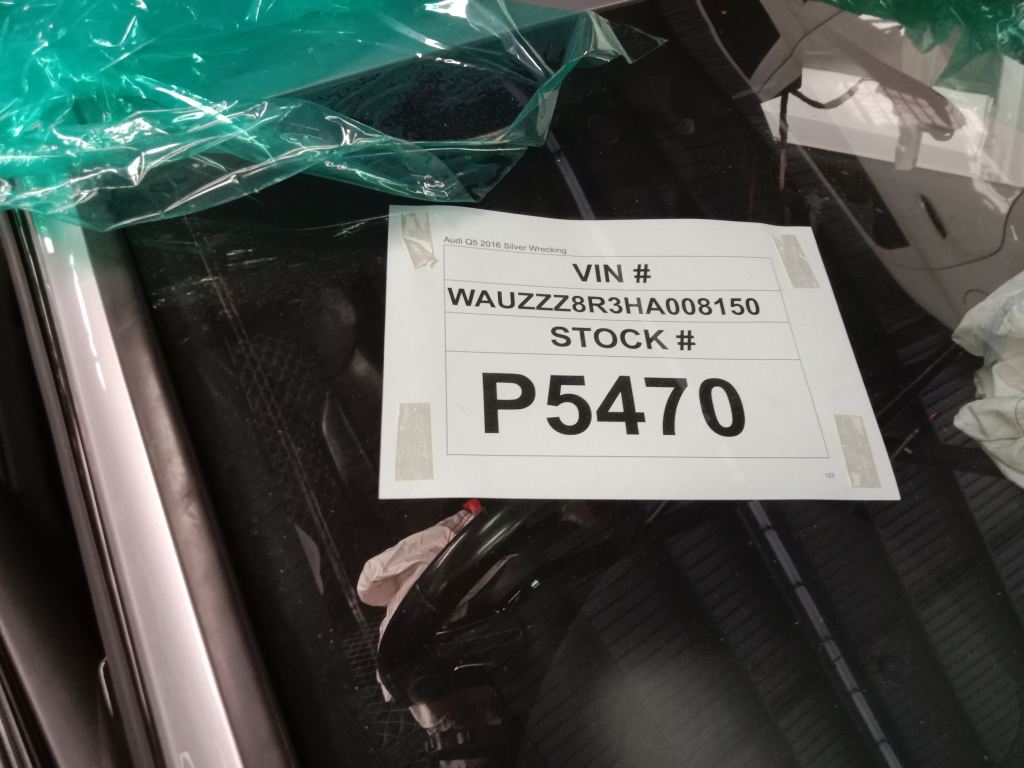 Audi Q5 2016 Silver Wrecking
VIN #
WAUZZZ8R3HA008150
STOCK #
P5470
157